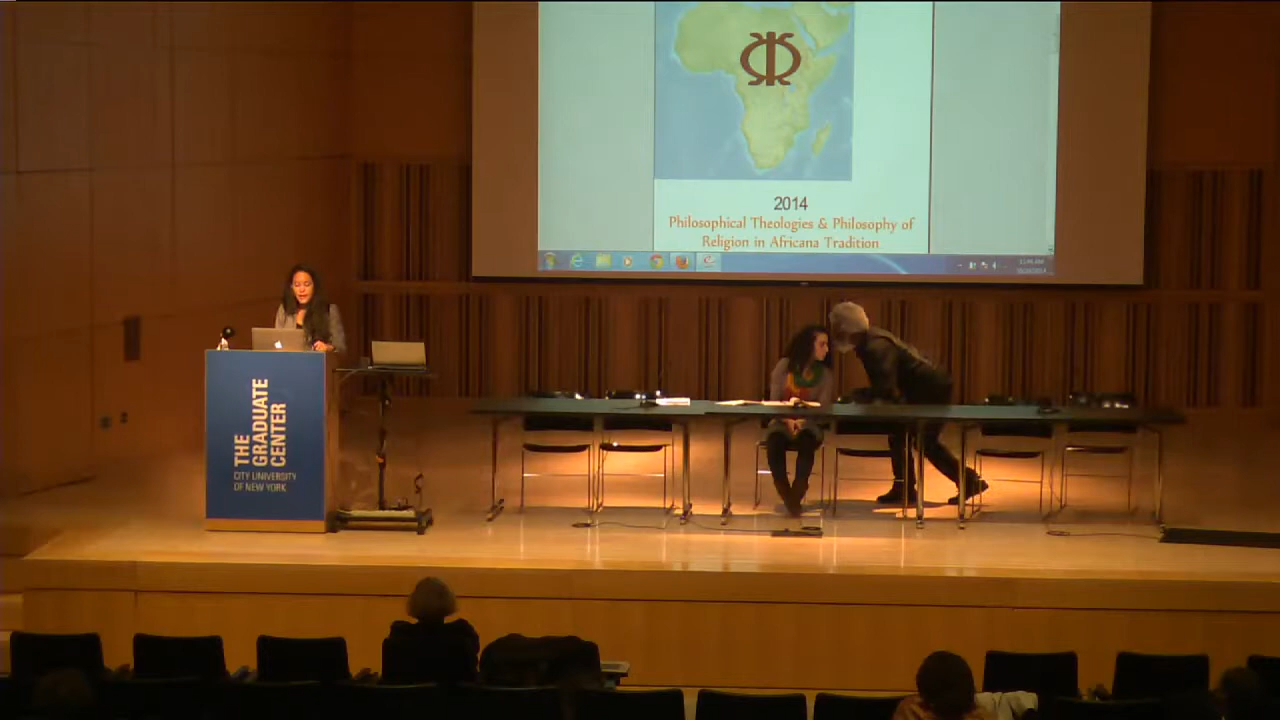 2014
Philosophical Theologies & Philosophy of
Religion in Africana Tradition
THE
GRADUATE
CENTER
CITY UNIVERSITY
OF NEW YORK